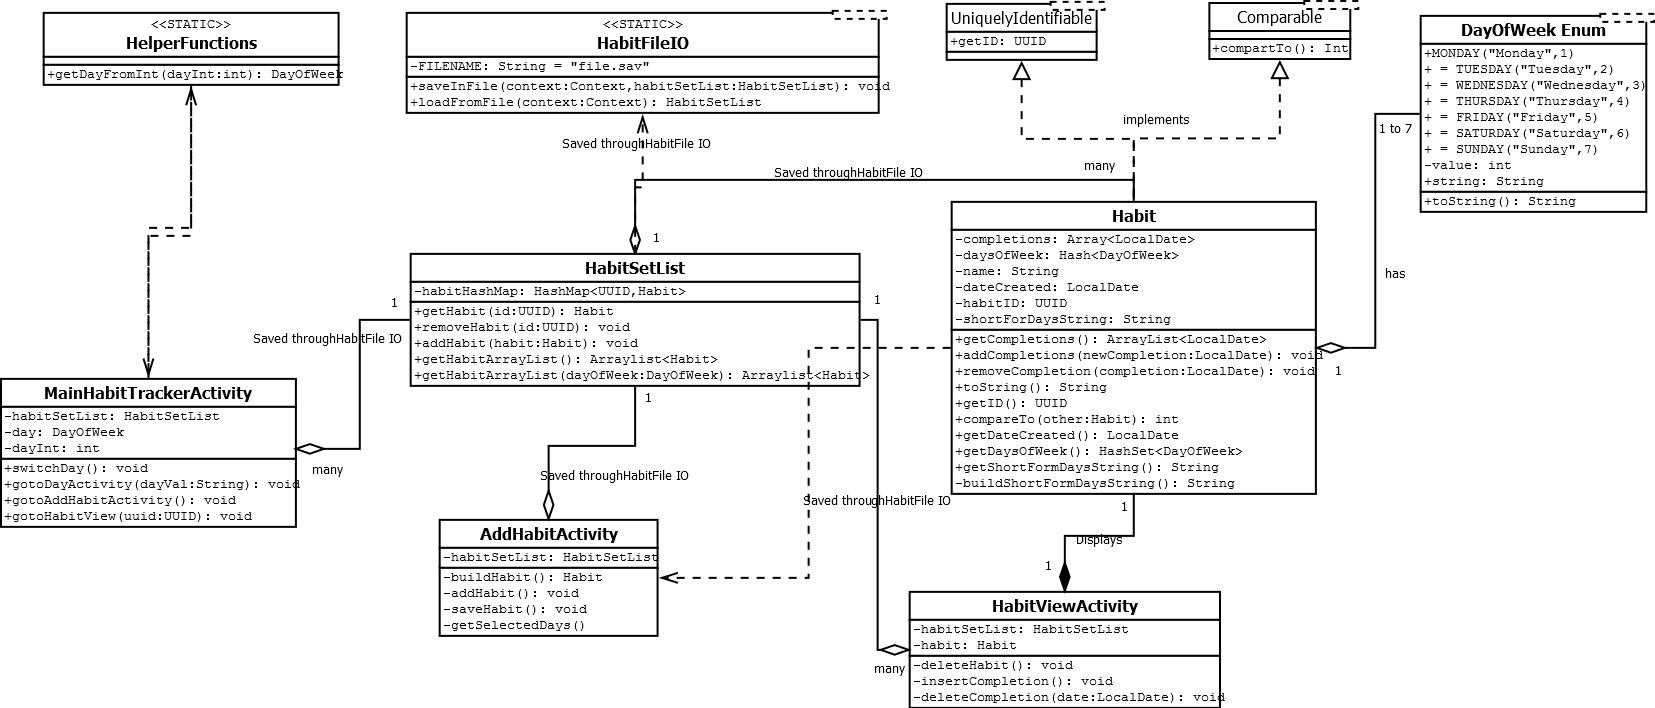 <<STATIC>>
HelperFunctions
+getDayFromInt(dayInt:int): DayOfWeek
<<STATIC>>
HabitFileIO
-FILENAME: String = "file.sav"
+saveInFile(context:Context,habitSetList:HabitSetList): void
+loadFromFile(context:Context): HabitSetList
UniquelyIdentifiable
+getID: UUID
Comparable
+compartTo(): Int
DayOfWeek Enum
+MONDAY("Monday",1)
+ = TUESDAY("Tuesday",2)
+ = WEDNESDAY("Wednesday",3)
+ = THURSDAY("Thursday",4)
+ = FRIDAY("Friday",5)
+ = SATURDAY("Saturday",6)
+ = SUNDAY("Sunday",7)
-value: int
+string: String
+toString(): String
implements
1 to 7
Saved throughHabitFile IO
many
Saved throughHabitFile IO
has
1
HabitSetList
-habitHashMap: HashMap<UUID,Habit>
+getHabit(id:UUID): Habit
+removeHabit(id:UUID): void
+addHabit(habit:Habit): void
+getHabitArrayList(): Arraylist<Habit>
+getHabitArrayList(dayOfWeek:DayOfWeek): Arraylist<Habit>
Habit
-completions: Array<LocalDate>
-daysOfWeek: Hash<DayOfWeek>
-name: String
-dateCreated: LocalDate
-habitID: UUID
-shortForDaysString: String
+getCompletions(): ArrayList<LocalDate>
+addCompletions(newCompletion:LocalDate): void
+removeCompletion(completion:LocalDate): void
+toString(): String
+getID(): UUID
+compareTo(other:Habit): int
+getDateCreated(): LocalDate
+getDaysOfWeek(): HashSet<DayOfWeek>
+getShortFormDaysString(): String
-buildShortFormDaysString(): String
1
1
Saved throughHabitFile IO
1
1
MainHabitTrackerActivity
-habitSetList: HabitSetList
-day: DayOfWeek
-dayInt: int
+switchDay(): void
+gotoDayActivity(dayVal:String): void
+gotoAddHabitActivity(): void
+gotoHabitView(uuid:UUID): void
many
Saved throughHabitFile IO
Saved throughHabitFile IO
1
Displays
1
AddHabitActivity
-habitSetList: HabitSetList
-buildHabit(): Habit
-addHabit(): void
-saveHabit(): void
-getSelectedDays()
many
HabitViewActivity
-habitSetList: HabitSetList
-habit: Habit
-deleteHabit(): void
-insertCompletion(): void
-deleteCompletion(date:LocalDate): void